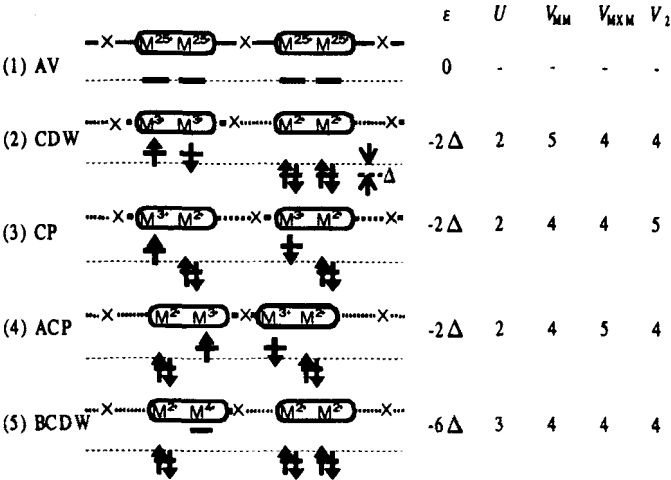 ε U V_MM V_MXM V_2
X M^2.5+ M^2.5+ X M^2.5+ M^2.5+ X
(1) AV 0 - - - -
X M^3+ M^3+ X M^2+ M^2+ X
(2) CDW -2Δ 2 5 4 4
Δ
X M^3+ M^2+ X M^3+ M^2+ X
(3) CP -2Δ 2 4 4 5
X M^2+ M^3+ X M^3+ M^2+ X
(4) ACP -2Δ 2 4 5 4
X M^2+ M^4+ X M^2+ M^2+ X
(5) BCDW -6Δ 3 4 4 4